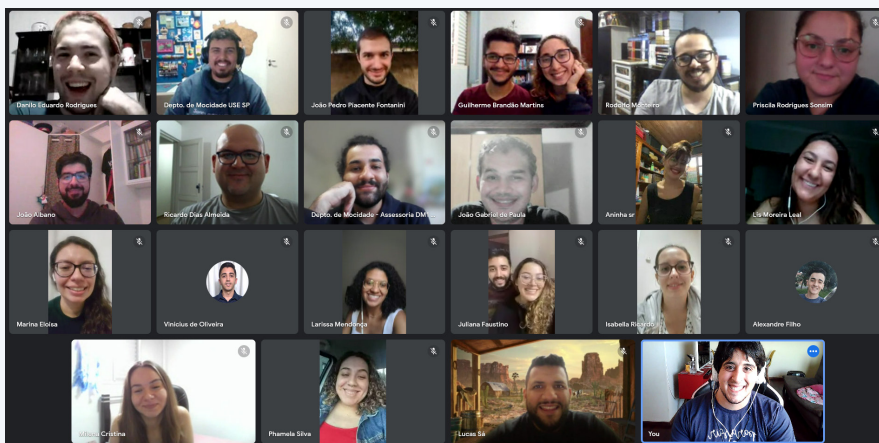 Danilo Eduardo Rodrigues
Depto. de Mocidade USE SP
João Pedro Piacente Fontanini
Guilherme Brandão Martins
Rodolfo Monteiro
Priscila Rodrigues Sonsim
João Albano
Ricardo Dias Almeida
Depto. de Mocidade - Assessoria DM
João Gabriel de Paula
Aninha sr
Lis Moreira Leal
Marina Eloisa
Vinicius de Oliveira
Larissa Mendonça
Juliana Faustino
Isabella Ricardo
Alexandre Filho
Cristina
Phamela Silva
Lucas Sá
You